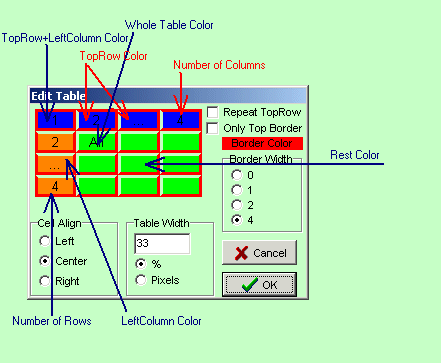 Whole Table Color
TopRow+LeftColumn Color
TopRow Color
Number of Columns
Edit Table
...
Repeat TopRow
2
All
Only Top Border
Border Color
...
Rest Color
Border Width
0
4
1
2
4
Cell Align
Table Width
Left
33
Center
%
Cancel
Right
Pixels
OK
Number of Rows
LeftColumn Color